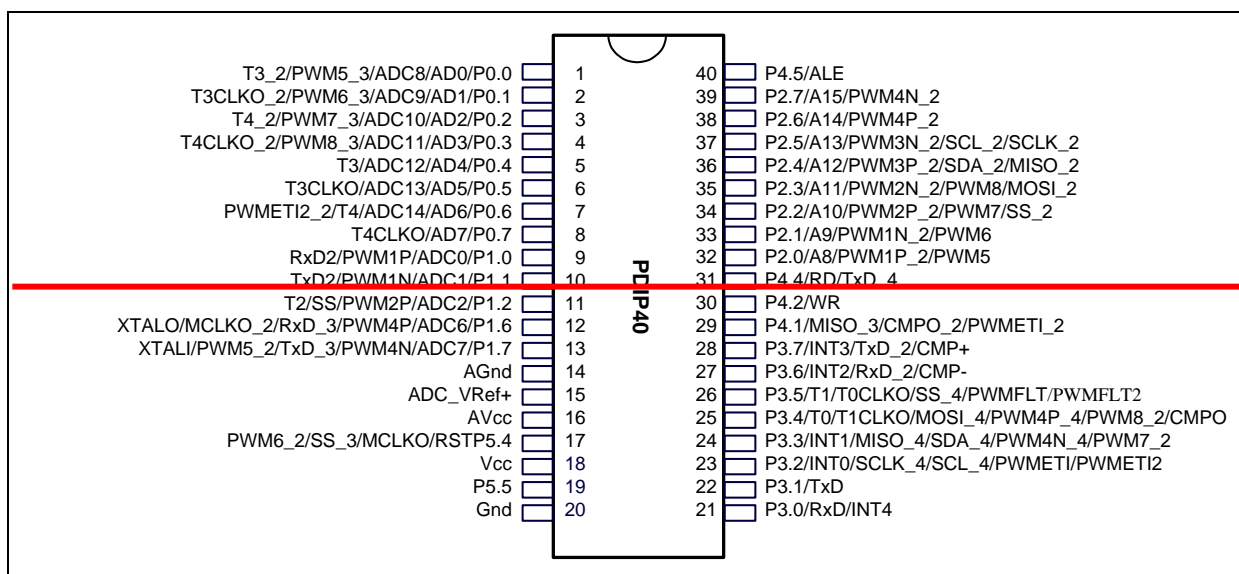 T3_2/PWM5_3/ADC8/AD0/P0.0 1 40 P4.5/ALE
T3CLKO_2/PWM6_3/ADC9/AD1/P0.1 2 39 P2.7/A15/PWM4N_2
T4_2/PWM7_3/ADC10/AD2/P0.2 3 38 P2.6/A14/PWM4P_2
T4CLKO_2/PWM8_3/ADC11/AD3/P0.3 4 37 P2.5/A13/PWM3N_2/SCL_2/SCLK_2
T3/ADC12/AD4/P0.4 5 36 P2.4/A12/PWM3P_2/SDA_2/MISO_2
T3CLKO/ADC13/AD5/P0.5 6 35 P2.3/A11/PWM2N_2/PWM8/MOSI_2
PWMETI2_2/T4/ADC14/AD6/P0.6 7 34 P2.2/A10/PWM2P_2/PWM7/SS_2
T4CLKO/AD7/P0.7 8 33 P2.1/A9/PWM1N_2/PWM6
RxD2/PWM1P/ADC0/P1.0 9 32 P2.0/A8/PWM1P_2/PWM5
TxD2/PWM1N/ADC1/P1.1 10 31 P4.4/RD/TxD_4
PDIP40
T2/SS/PWM2P/ADC2/P1.2 11 30 P4.2/WR
XTALO/MCLKO_2/RxD_3/PWM4P/ADC6/P1.6 12 29 P4.1/MISO_3/CMPO_2/PWMETI_2
XTALI/PWM5_2/TxD_3/PWM4N/ADC7/P1.7 13 28 P3.7/INT3/TxD_2/CMP+
AGnd 14 27 P3.6/INT2/RxD_2/CMP-
ADC_VRef+ 15 26 P3.5/T1/T0CLKO/SS_4/PWMFLT/PWMFLT2
AVcc 16 25 P3.4/T0/T1CLKO/MOSI_4/PWM4P_4/PWM8_2/CMPO
PWM6_2/SS_3/MCLKO/RSTP5.4 17 24 P3.3/INT1/MISO_4/SDA_4/PWM4N_4/PWM7_2
Vcc 18 23 P3.2/INT0/SCLK_4/SCL_4/PWMETI/PWMETI2
P5.5 19 22 P3.1/TxD
Gnd 20 21 P3.0/RxD/INT4